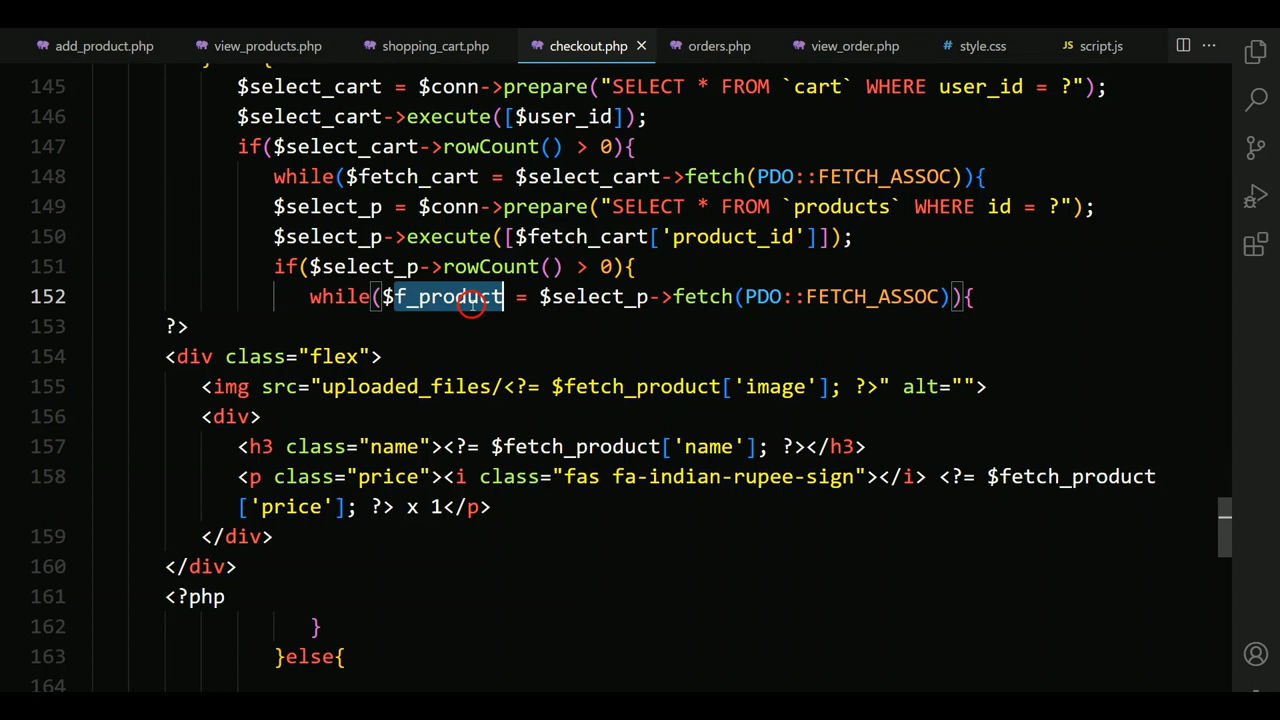 add_product.php view_products.php shopping_cart.php checkout.php × orders.php view_order.php # style.css JS script.js ···
145 $select_cart = $conn->prepare("SELECT * FROM `cart` WHERE user_id = ?");
146 $select_cart->execute([$user_id]);
147 if($select_cart->rowCount() > 0){
148 while($fetch_cart = $select_cart->fetch(PDO::FETCH_ASSOC)){
149 $select_p = $conn->prepare("SELECT * FROM `products` WHERE id = ?");
150 $select_p->execute([$fetch_cart['product_id']]);
151 if($select_p->rowCount() > 0){
152 while($f_product = $select_p->fetch(PDO::FETCH_ASSOC)){
153 ?>
154 <div class="flex">
155 <img src="uploaded_files/<?= $fetch_product['image']; ?>" alt="">
156 <div>
157 <h3 class="name"><?= $fetch_product['name']; ?></h3>
158 <p class="price"><i class="fas fa-indian-rupee-sign"></i> <?= $fetch_product
['price']; ?> x 1</p>
159 </div>
160 </div>
161 <?php
162 }
163 }else{
164